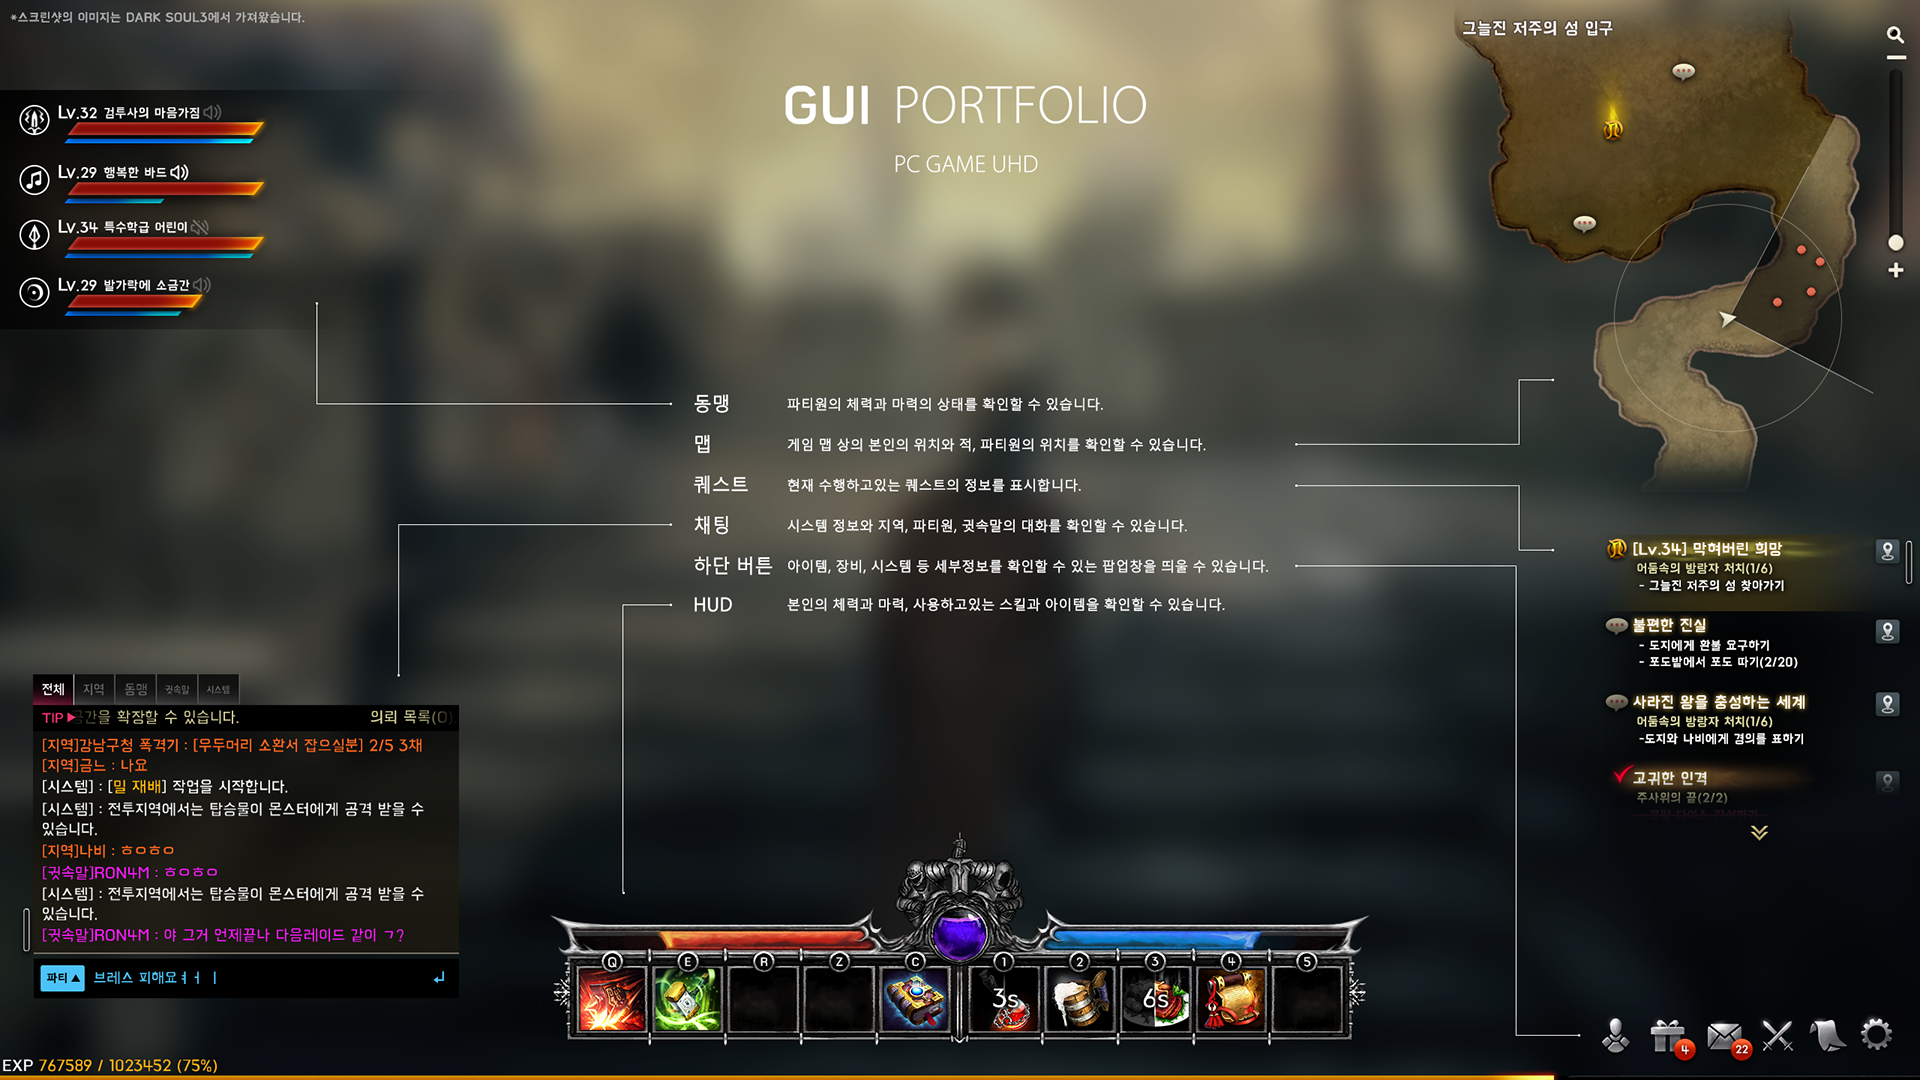 *스크린샷의 이미지는 DARK SOUL3에서 가져왔습니다.
그늘진 저주의 섬 입구
GUI PORTFOLIO
PC GAME UHD
Lv.32 검투사의 마음가짐
Lv.29 행복한 바드
Lv.34 특수학급 어린이
Lv.29 발가락에 소금간
동맹 파티원의 체력과 마력의 상태를 확인할 수 있습니다.
맵 게임 맵 상의 본인의 위치와 적, 파티원의 위치를 확인할 수 있습니다.
퀘스트 현재 수행하고있는 퀘스트의 정보를 표시합니다.
채팅 시스템 정보와 지역, 파티원, 귓속말의 대화를 확인할 수 있습니다.
하단 버튼 아이템, 장비, 시스템 등 세부정보를 확인할 수 있는 팝업창을 띄울 수 있습니다.
HUD 본인의 체력과 마력, 사용하고있는 스킬과 아이템을 확인할 수 있습니다.
[Lv.34] 막혀버린 희망
어둠속의 방람자 처치(1/6)
- 그늘진 저주의 섬 찾아가기
불편한 진실
- 도지에게 환불 요구하기
- 포도밭에서 포도 따기(2/20)
사라진 왕을 충성하는 세계
어둠속의 방람자 처치(1/6)
-도지와 나비에게 경의를 표하기
고귀한 인격
주사위의 끝(2/2)
전체 지역 동맹 귓속말 시스템
TIP▶공간을 확장할 수 있습니다. 의뢰 목록(O)
[지역]강남구청 폭격기 : [우두머리 소환서 잡으실분] 2/5 3채
[지역]금느 : 나요
[시스템] : [밀 재배] 작업을 시작합니다.
[시스템] : 전투지역에서는 탑승물이 몬스터에게 공격 받을 수
있습니다.
[지역]나비 : ㅎㅇㅎㅇ
[귓속말]RON4M : ㅎㅇㅎㅇ
[시스템] : 전투지역에서는 탑승물이 몬스터에게 공격 받을 수
있습니다.
[귓속말]RON4M : 야 그거 언제끝나 다음레이드 같이 ㄱ?
파티▲ 브레스 피해요ㅕㅓ |
Q E R Z C 1 2 3 4 5
3s 6s
4 22
EXP 767589 / 1023452 (75%)